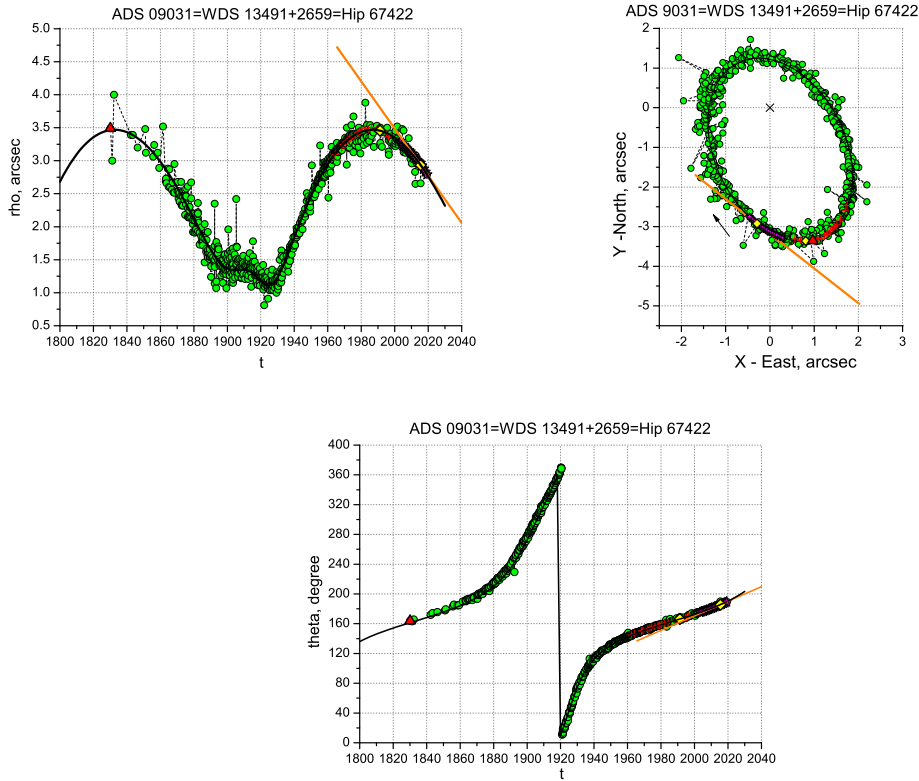 ADS 09031=WDS 13491+2659=Hip 67422
5.0
4.5
4.0
3.5
3.0
2.5
2.0
1.5
1.0
0.5
rho, arcsec
1800 1820 1840 1860 1880 1900 1920 1940 1960 1980 2000 2020 2040
t
ADS 9031=WDS 13491+2659=Hip 67422
2
1
0
-1
-2
-3
-4
-5
Y -North, arcsec
-2 -1 0 1 2 3
X - East, arcsec
ADS 09031=WDS 13491+2659=Hip 67422
400
360
320
280
240
200
160
120
80
40
0
theta, degree
1800 1820 1840 1860 1880 1900 1920 1940 1960 1980 2000 2020 2040
t